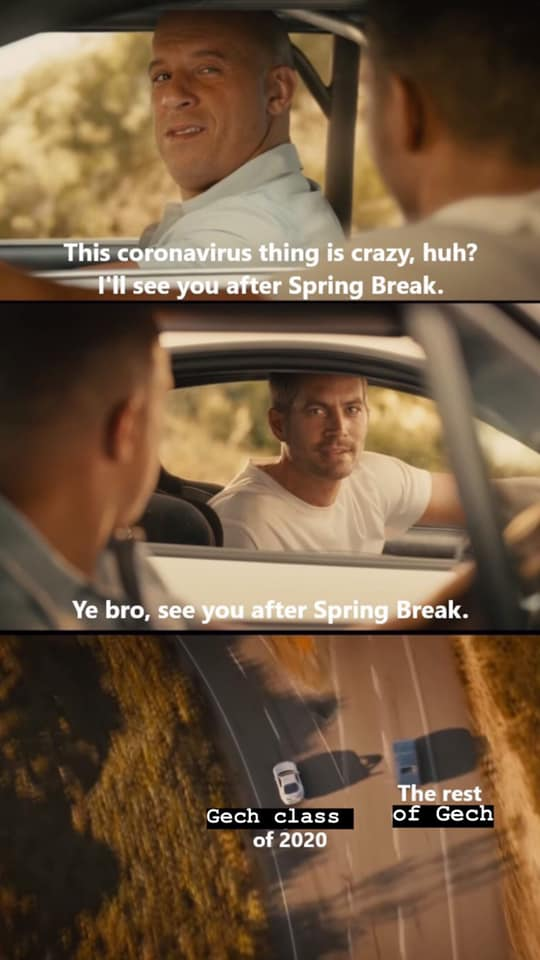 This coronavirus thing is crazy, huh?
I'll see you after Spring Break.
Ye bro, see you after Spring Break.
Gech class
of 2020
The rest
of Gech